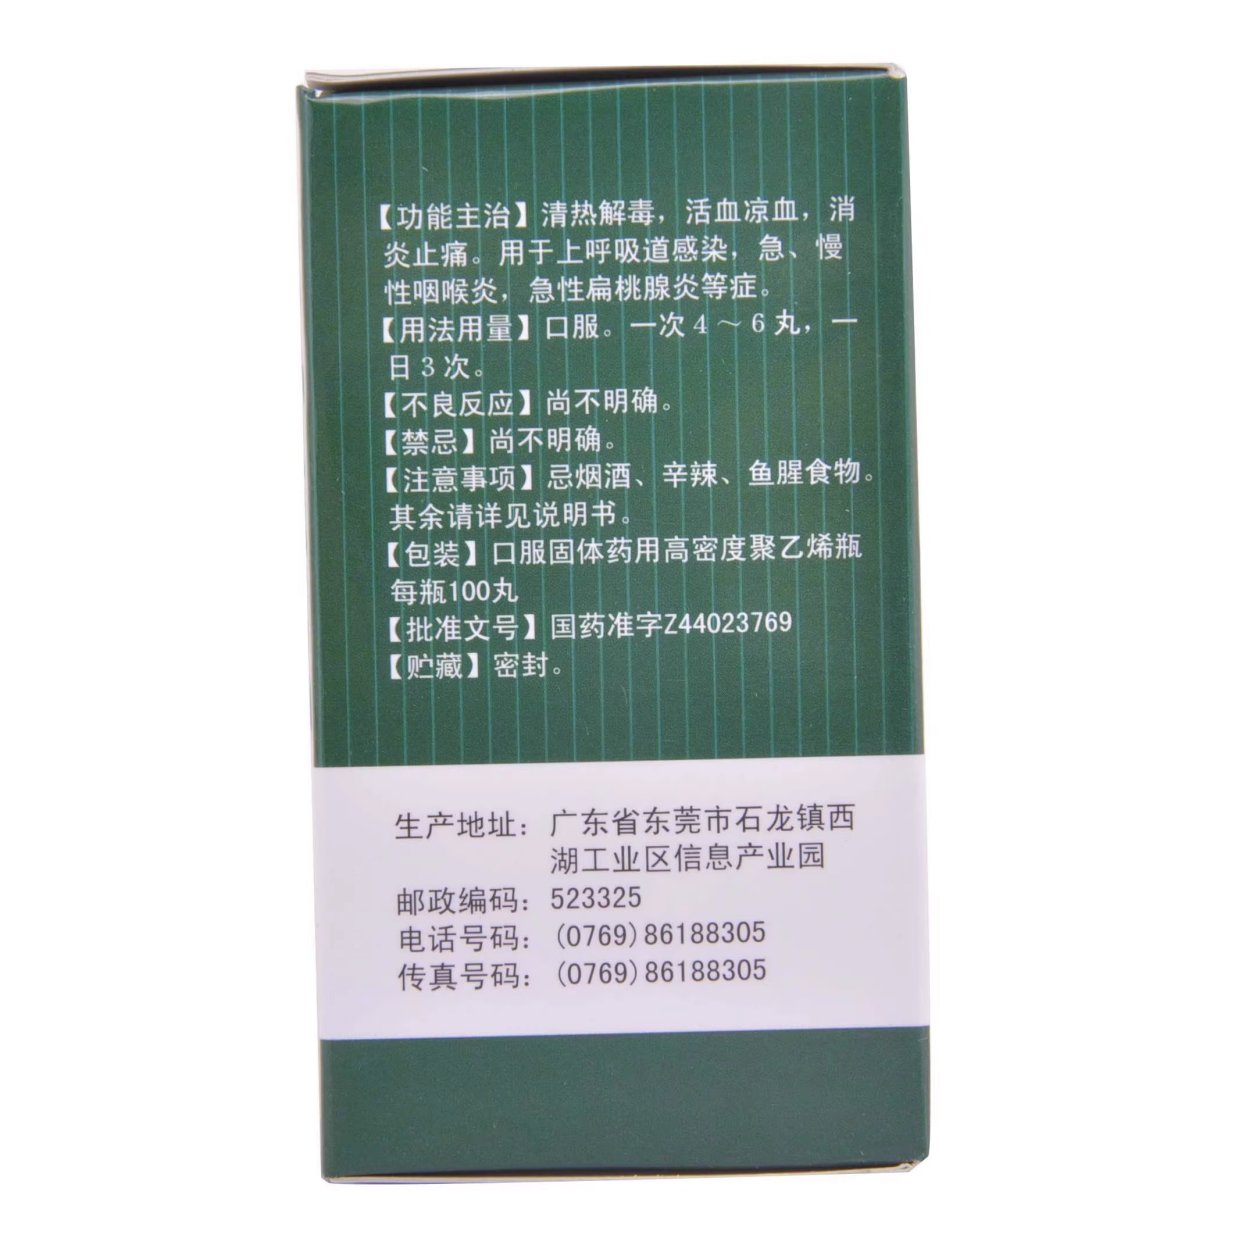 【功能主治】清热解毒，活血凉血，消
炎止痛。用于上呼吸道感染，急、慢
性咽喉炎，急性扁桃腺炎等症。
【用法用量】口服。一次4～6丸，一
日3次。
【不良反应】尚不明确。
【禁忌】尚不明确。
【注意事项】忌烟酒、辛辣、鱼腥食物。
其余请详见说明书。
【包装】口服固体药用高密度聚乙烯瓶
每瓶100丸
【批准文号】国药准字Z44023769
【贮藏】密封。
生产地址：广东省东莞市石龙镇西
湖工业区信息产业园
邮政编码：523325
电话号码：(0769)86188305
传真号码：(0769)86188305